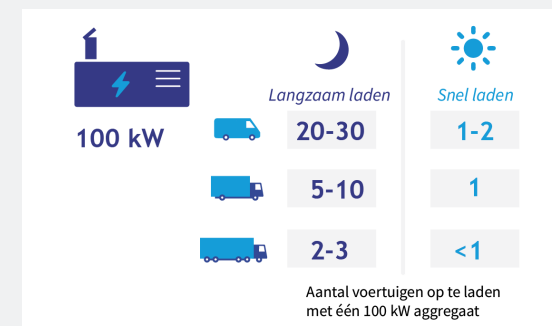 Langzaam laden
Snel laden
100 kW
20-30
1-2
5-10
1
2-3
<1
Aantal voertuigen op te laden
met één 100 kW aggregaat